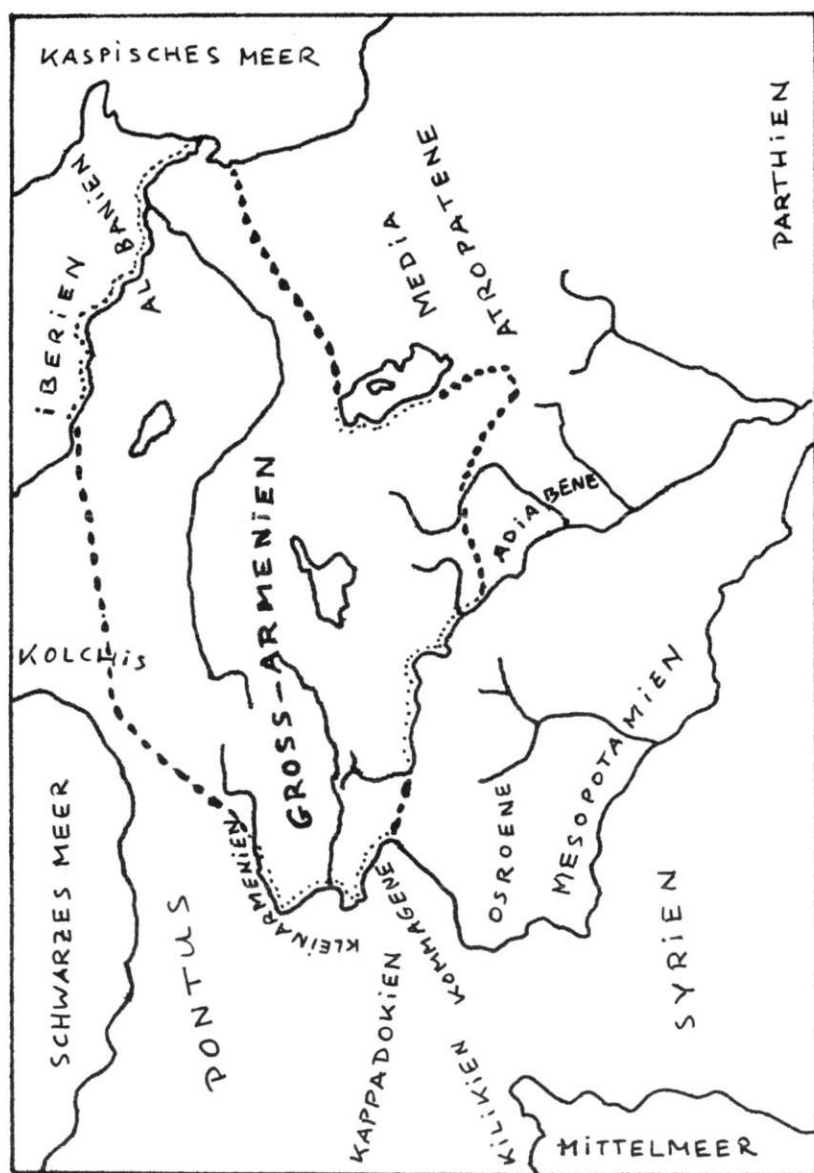 KASPISCHES MEER
ALBANIEN
IBERIEN
MEDIA
ATROPATENE
PARTHIEN
ADIABENE
GROSS-ARMENIEN
KOLCHIS
MESOPOTAMIEN
OSROENE
SCHWARZES MEER
KLEINARMENIEN
PONTUS
KAPPADOKIEN
KOMMAGENE
KILIKIEN
SYRIEN
MITTELMEER